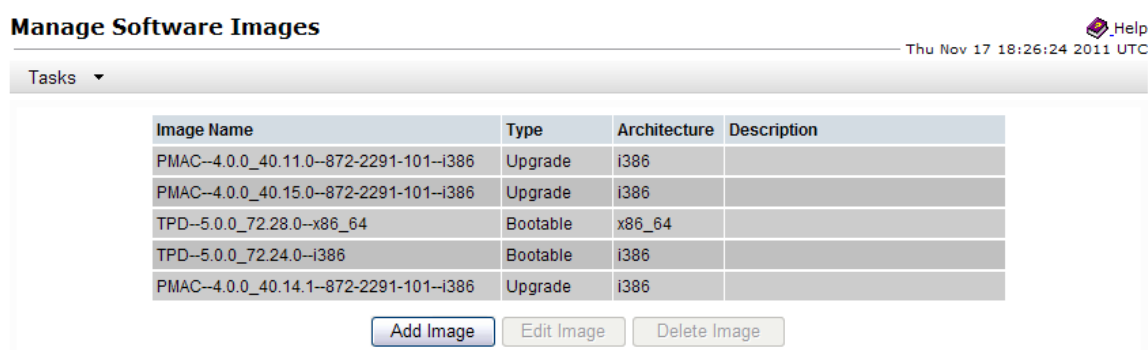 Manage Software Images
Help
Thu Nov 17 18:26:24 2011 UTC
Tasks
Image Name Type Architecture Description
PMAC--4.0.0_40.11.0--872-2291-101--i386 Upgrade i386
PMAC--4.0.0_40.15.0--872-2291-101--i386 Upgrade i386
TPD--5.0.0_72.28.0--x86_64 Bootable x86_64
TPD--5.0.0_72.24.0--i386 Bootable i386
PMAC--4.0.0_40.14.1--872-2291-101--i386 Upgrade i386
Add Image Edit Image Delete Image